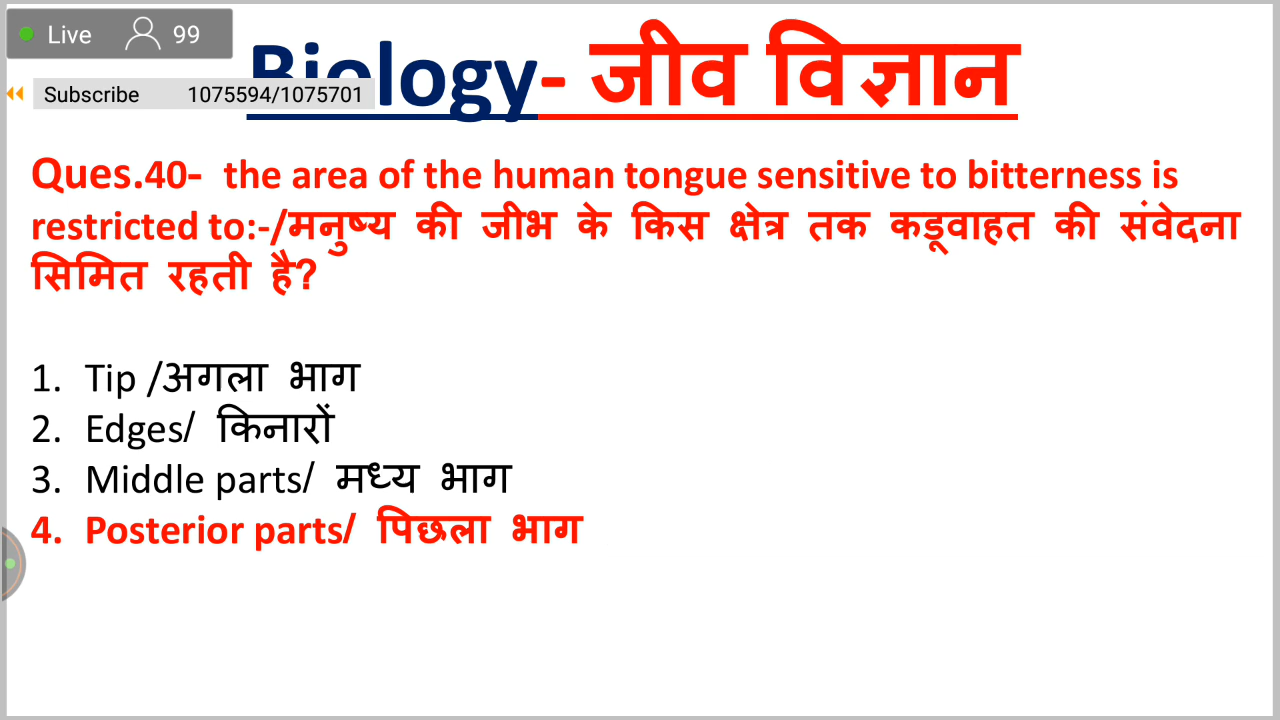 Live 99
Biology- जीव विज्ञान
Subscribe 1075594/1075701
Ques.40- the area of the human tongue sensitive to bitterness is
restricted to:-/मनुष्य की जीभ के किस क्षेत्र तक कडूवाहत की संवेदना
सिमित रहती है?
1. Tip /अगला भाग
2. Edges/ किनारों
3. Middle parts/ मध्य भाग
4. Posterior parts/ पिछला भाग